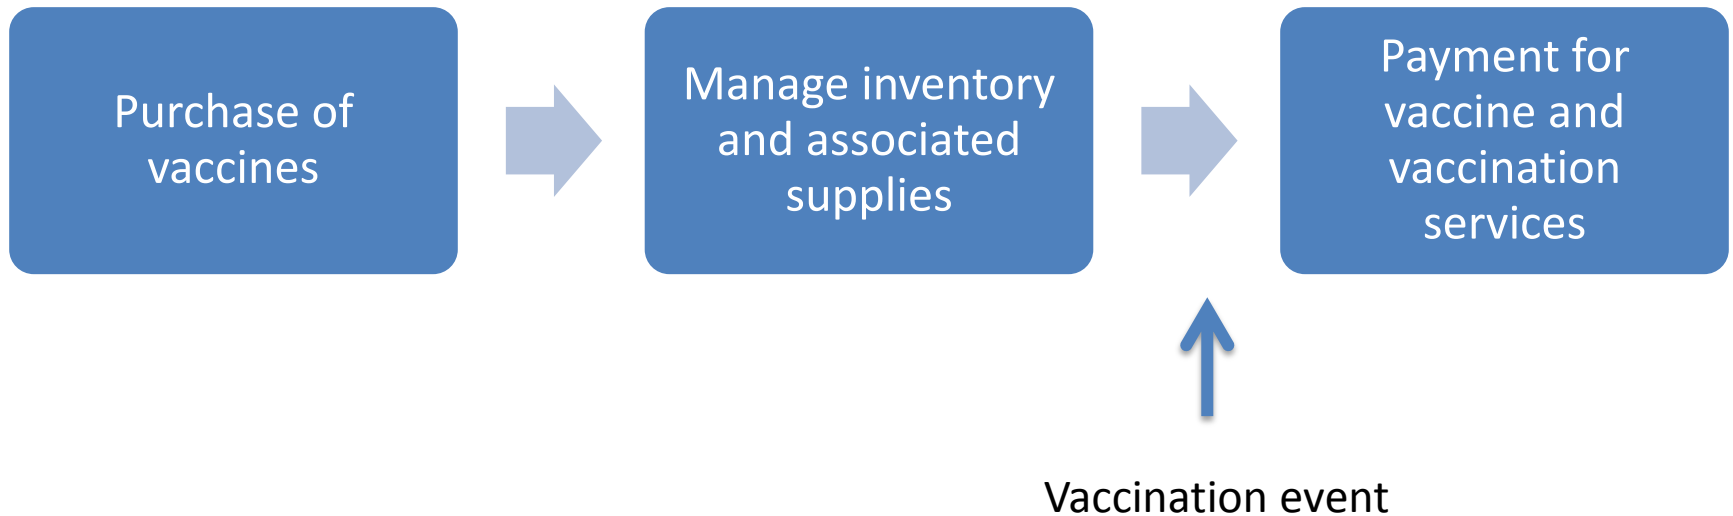 Purchase of
vaccines
Manage inventory
and associated
supplies
Payment for
vaccine and
vaccination
services
Vaccination event